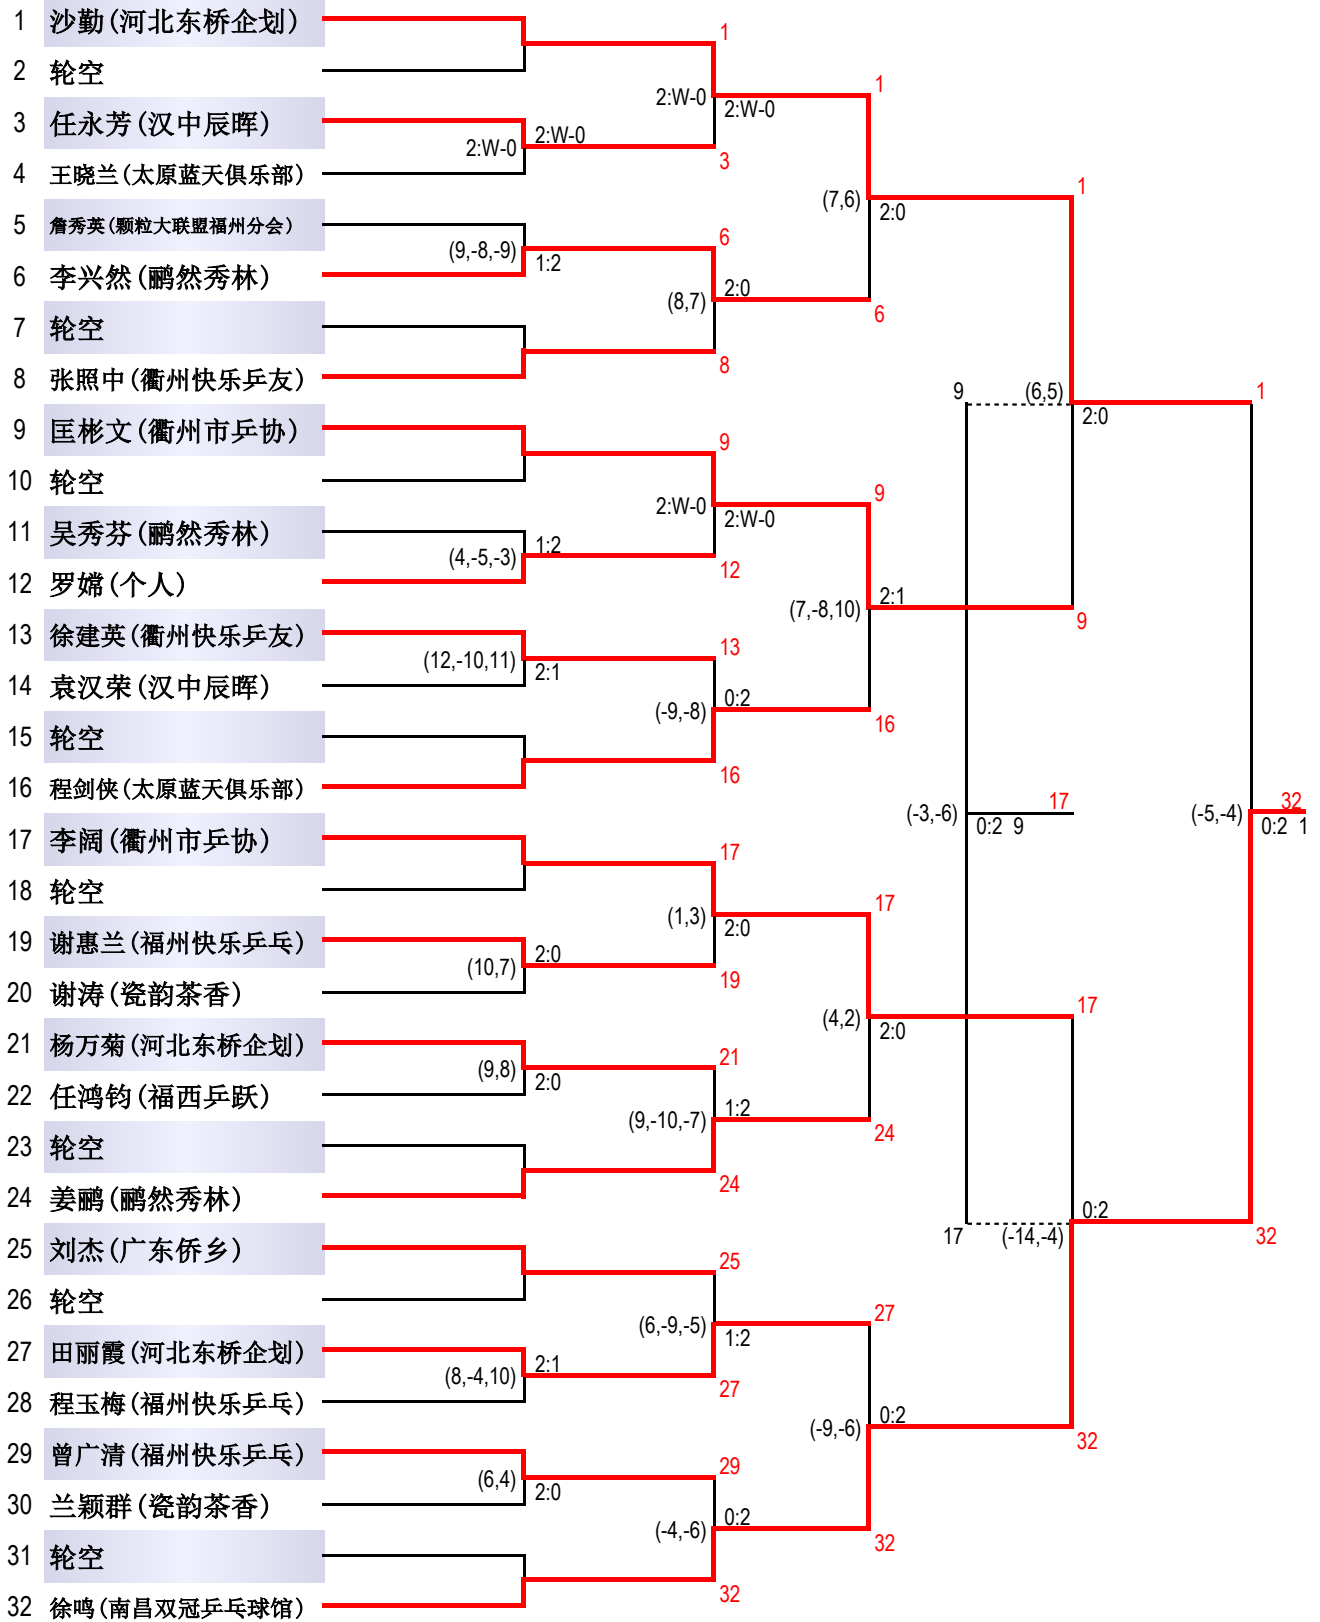 1 沙勤(河北东桥企划)
1
2 轮空
1
2:W-0 2:W-0
3 任永芳(汉中辰晖)
2:W-0 2:W-0
3
4 王晓兰(太原蓝天俱乐部)
1
(7,6) 2:0
5 詹秀英(颗粒大联盟福州分会)
6
(9,-8,-9) 1:2
6 李兴然(鹂然秀林)
(8,7) 2:0
6
7 轮空
8
8 张照中(衢州快乐乒友)
9 (6,5) 1
2:0
9 匡彬文(衢州市乒协)
9
10 轮空
9
2:W-0 2:W-0
11 吴秀芬(鹂然秀林)
(4,-5,-3) 1:2
12
12 罗嫦(个人)
(7,-8,10) 2:1
9
13 徐建英(衢州快乐乒友)
13
(12,-10,11) 2:1
14 袁汉荣(汉中辰晖)
(-9,-8) 0:2
16
15 轮空
16
16 程剑侠(太原蓝天俱乐部)
(-3,-6) 17 (-5,-4) 32
0:2 9 0:2 1
17 李阔(衢州市乒协)
17
18 轮空
17
(1,3) 2:0
19 谢惠兰(福州快乐乒乓)
(10,7) 2:0
19
20 谢涛(瓷韵茶香)
17
(4,2) 2:0
21 杨万菊(河北东桥企划)
21
(9,8) 2:0
22 任鸿钧(福西乒跃)
(9,-10,-7) 1:2
24
23 轮空
24
24 姜鹂(鹂然秀林)
0:2
17 (-14,-4) 32
25 刘杰(广东侨乡)
25
26 轮空
27
(6,-9,-5) 1:2
27 田丽霞(河北东桥企划)
(8,-4,10) 2:1
27
28 程玉梅(福州快乐乒乓)
(-9,-6) 0:2
32
29 曾广清(福州快乐乒乓)
29
(6,4) 2:0
30 兰颖群(瓷韵茶香)
(-4,-6) 0:2
32
31 轮空
32
32 徐鸣(南昌双冠乒乓球馆)